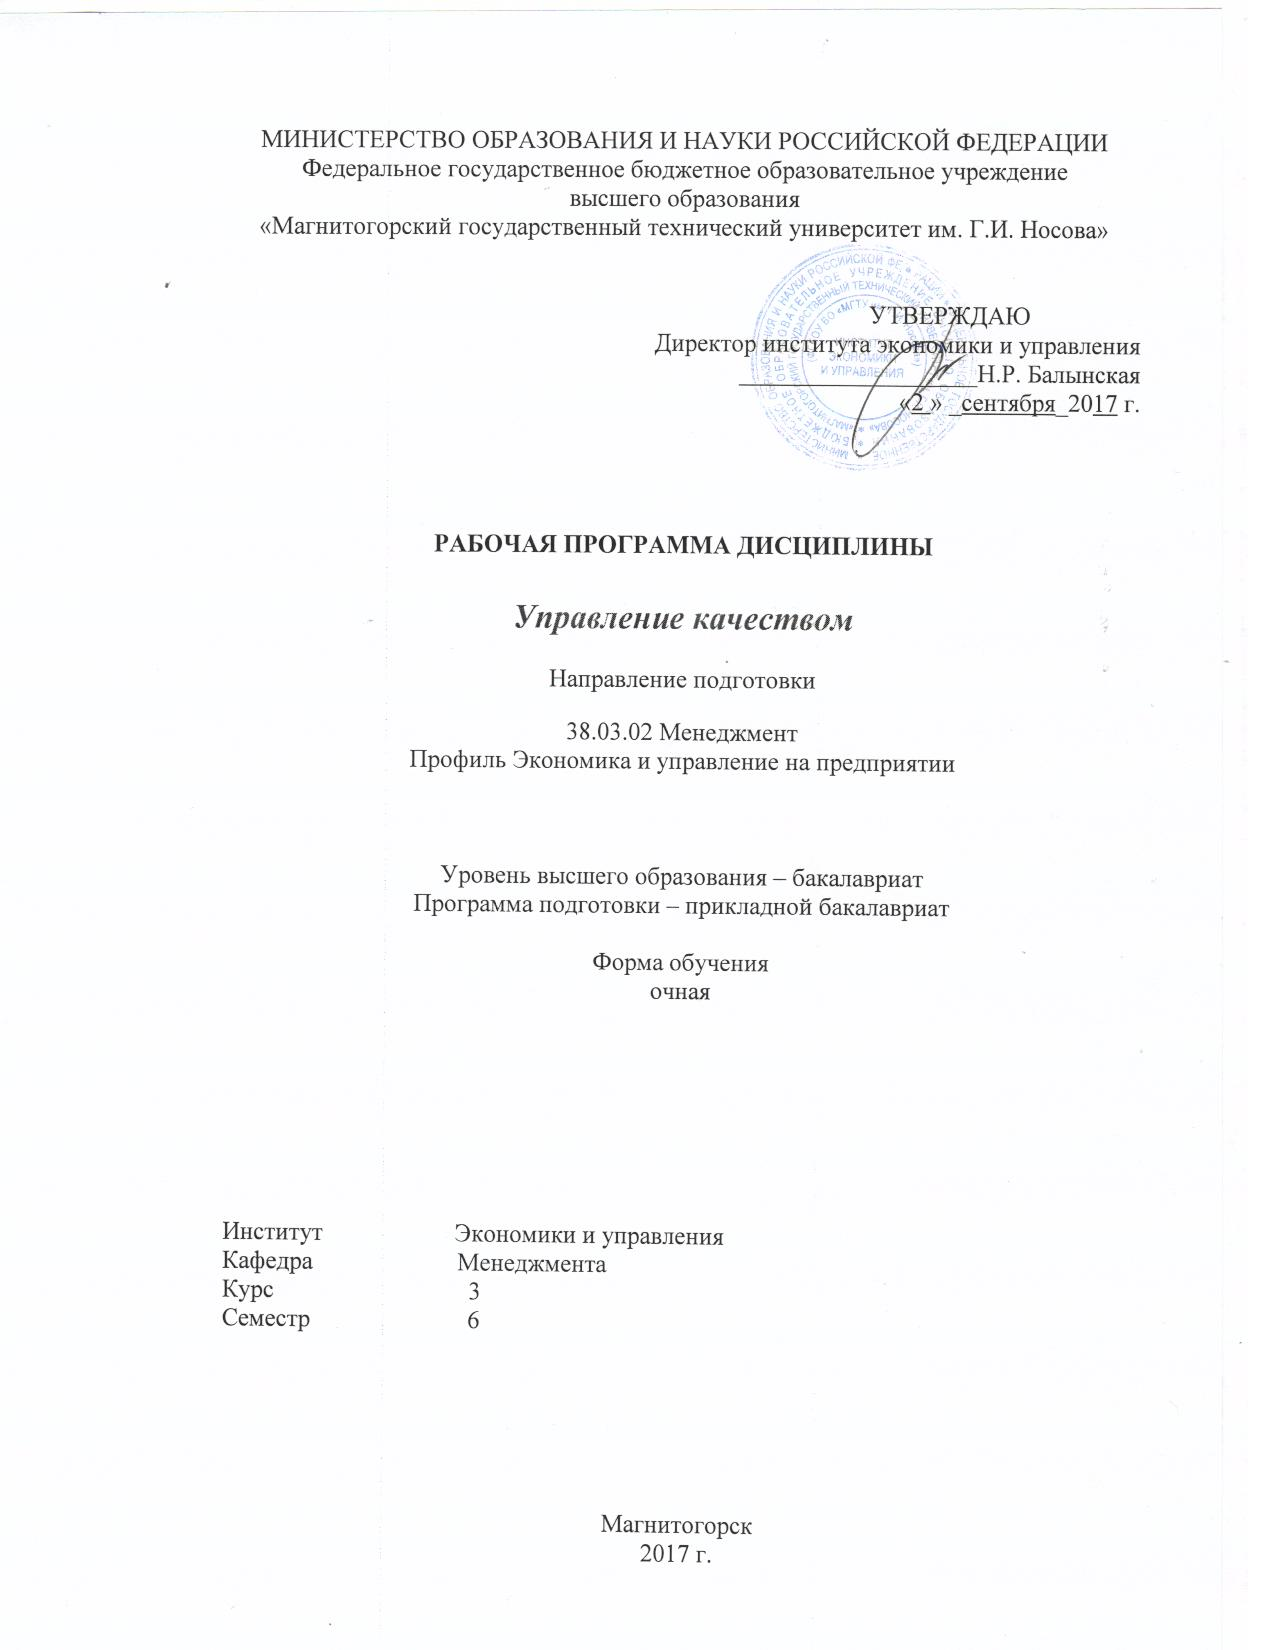 МИНИСТЕРСТВО ОБРАЗОВАНИЯ И НАУКИ РОССИЙСКОЙ ФЕДЕРАЦИИ
Федеральное государственное бюджетное образовательное учреждение
высшего образования
«Магнитогорский государственный технический университет им. Г.И. Носова»
УТВЕРЖДАЮ
Директор института экономики и управления
Н.Р. Балынская
«2 » _сентября_2017 г.
ЭКОНОМИКИ
И УПРАВЛЕНИЯ
РАБОЧАЯ ПРОГРАММА ДИСЦИПЛИНЫ
Управление качеством
Направление подготовки
38.03.02 Менеджмент
Профиль Экономика и управление на предприятии
Уровень высшего образования – бакалавриат
Программа подготовки – прикладной бакалавриат
Форма обучения
очная
Институт Экономики и управления
Кафедра Менеджмента
Курс 3
Семестр 6
Магнитогорск
2017 г.